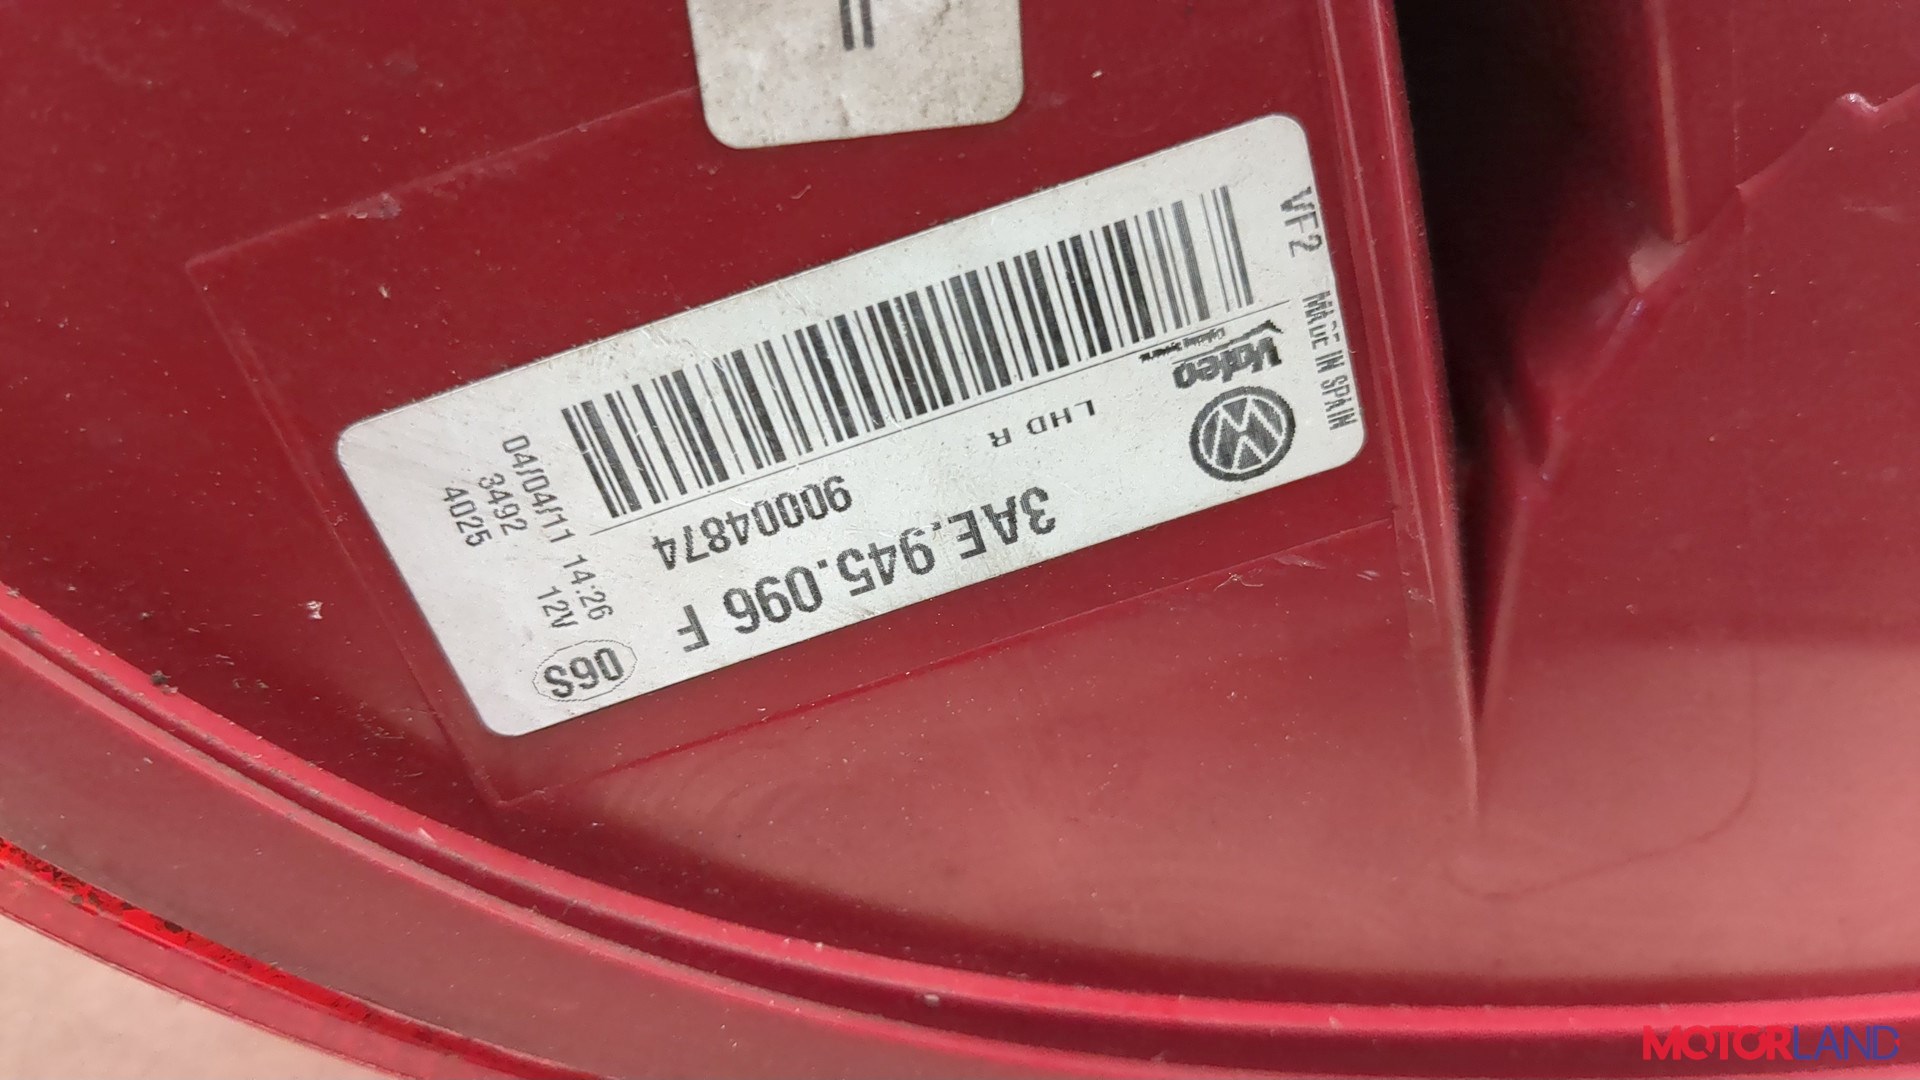 06S
3AE.945.096 F
90004874
LHD R
Valeo
04/04/11 14:26
3492 12V
4025
VF2 MADE IN SPAIN
MOTORLAND